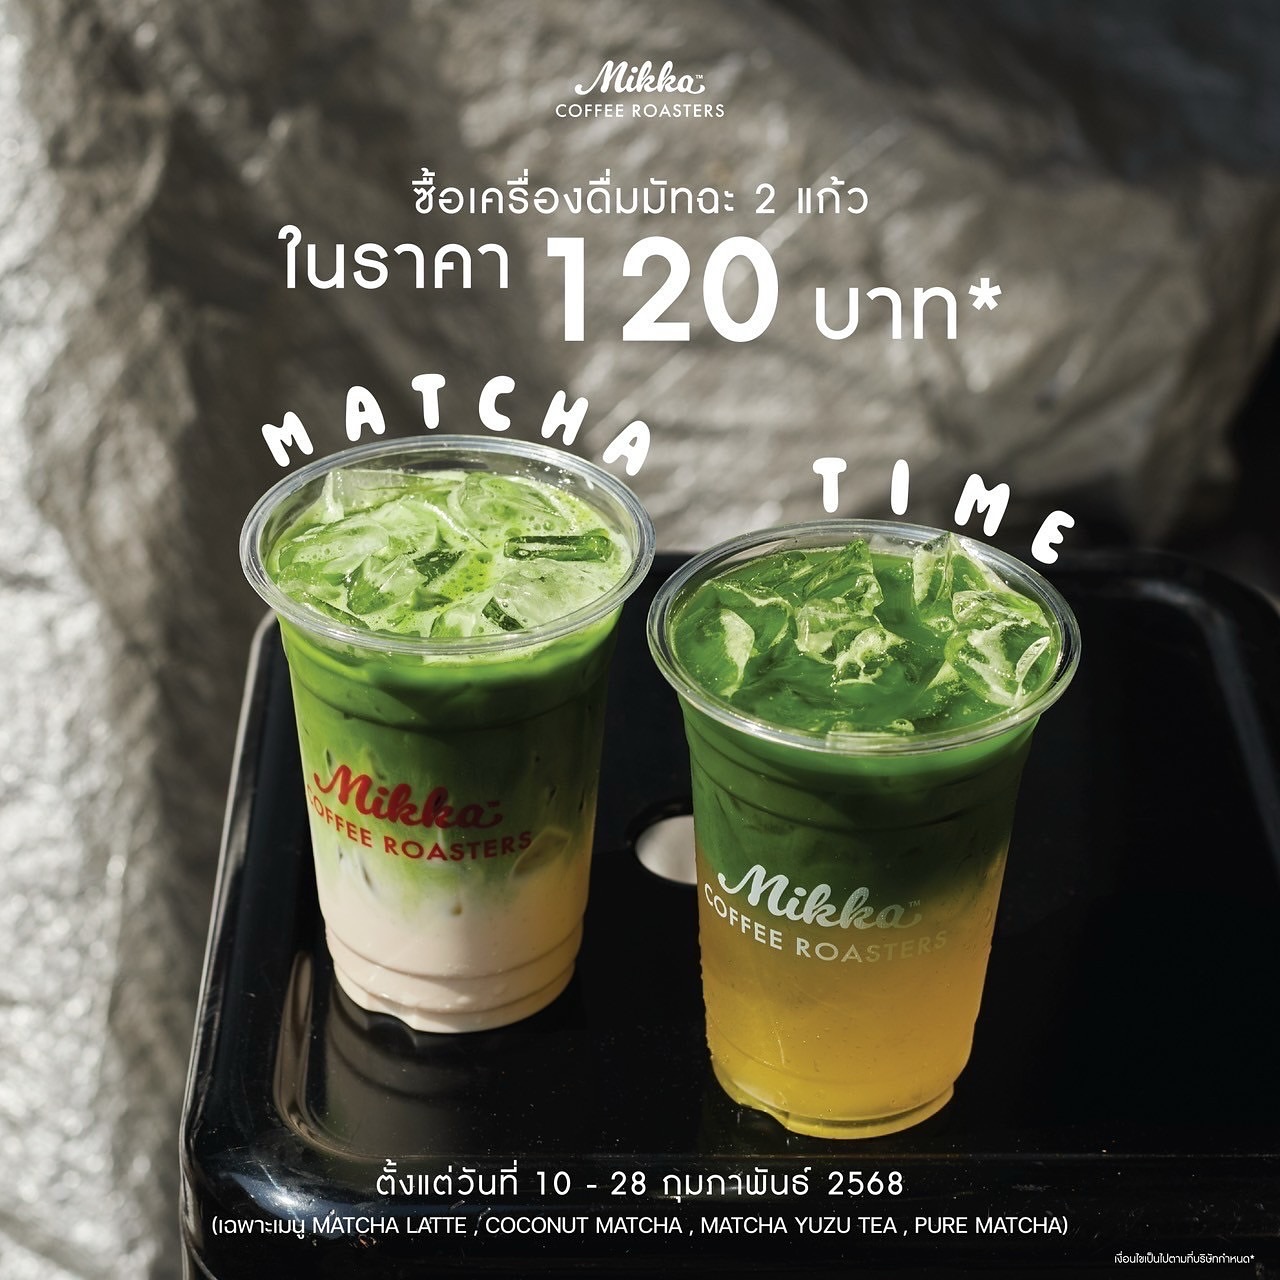 Mikka™
COFFEE ROASTERS
ซื้อเครื่องดื่มมัทฉะ 2 แก้ว
ในราคา 120 บาท*
MATCHA TIME
Mikka™
COFFEE ROASTERS
Mikka™
COFFEE ROASTERS
ตั้งแต่วันที่ 10 - 28 กุมภาพันธ์ 2568
(เฉพาะเมนู MATCHA LATTE , COCONUT MATCHA , MATCHA YUZU TEA , PURE MATCHA)
เงื่อนไขเป็นไปตามที่บริษัทกำหนด*